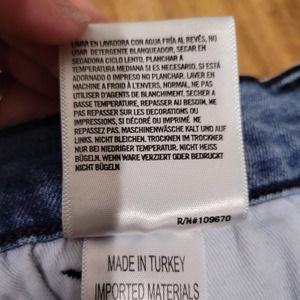 LAVAR EN LAVADORA CON AGUA FRÍA AL REVÉS, NO
USAR DETERGENTE BLANQUEADOR, SECAR EN
SECADORA CICLO LENTO, PLANCHAR A
TEMPERATURA MEDIANA SI ES NECESARIO, SI ESTÁ
ADORNADO O IMPRESO NO PLANCHAR. LAVER EN
MACHINE A FROID À L'ENVERS, NORMAL, NE PAS
UTILISER D'AGENTS DE BLANCHIMENT, SECHER A
BASSE TEMPERATURE, REPASSER AU BESOIN, NE
PAS REPASSER SUR LES DECORATIONS OU
IMPRESSIONS, SI DÉCORÉ OU IMPRIMÉ, NE
REPASSEZ PAS. MASCHINENWÄSCHE KALT UND AUF
LINKS. NICHT BLEICHEN, TROCKNEN IM TROCKNER
NUR BEI NIEDRIGER TEMPERATUR. NICHT HEISS
BÜGELN. WENN WARE VERZIERT ODER BEDRUCKT
NICHT BÜGELN.
R/N#109670
MADE IN TURKEY
IMPORTED MATERIALS